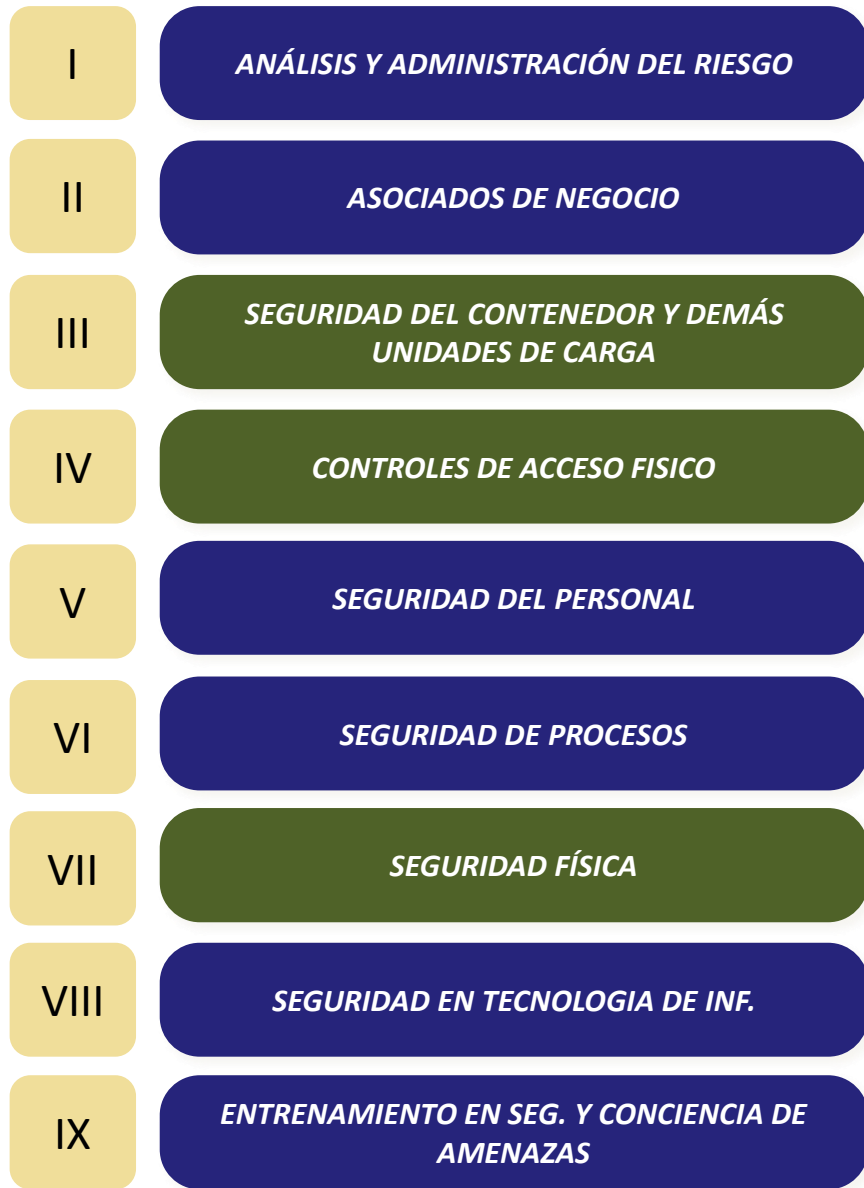 I
ANÁLISIS Y ADMINISTRACIÓN DEL RIESGO
II
ASOCIADOS DE NEGOCIO
III
SEGURIDAD DEL CONTENEDOR Y DEMÁS
UNIDADES DE CARGA
IV
CONTROLES DE ACCESO FISICO
V
SEGURIDAD DEL PERSONAL
VI
SEGURIDAD DE PROCESOS
VII
SEGURIDAD FÍSICA
VIII
SEGURIDAD EN TECNOLOGIA DE INF.
IX
ENTRENAMIENTO EN SEG. Y CONCIENCIA DE
AMENAZAS